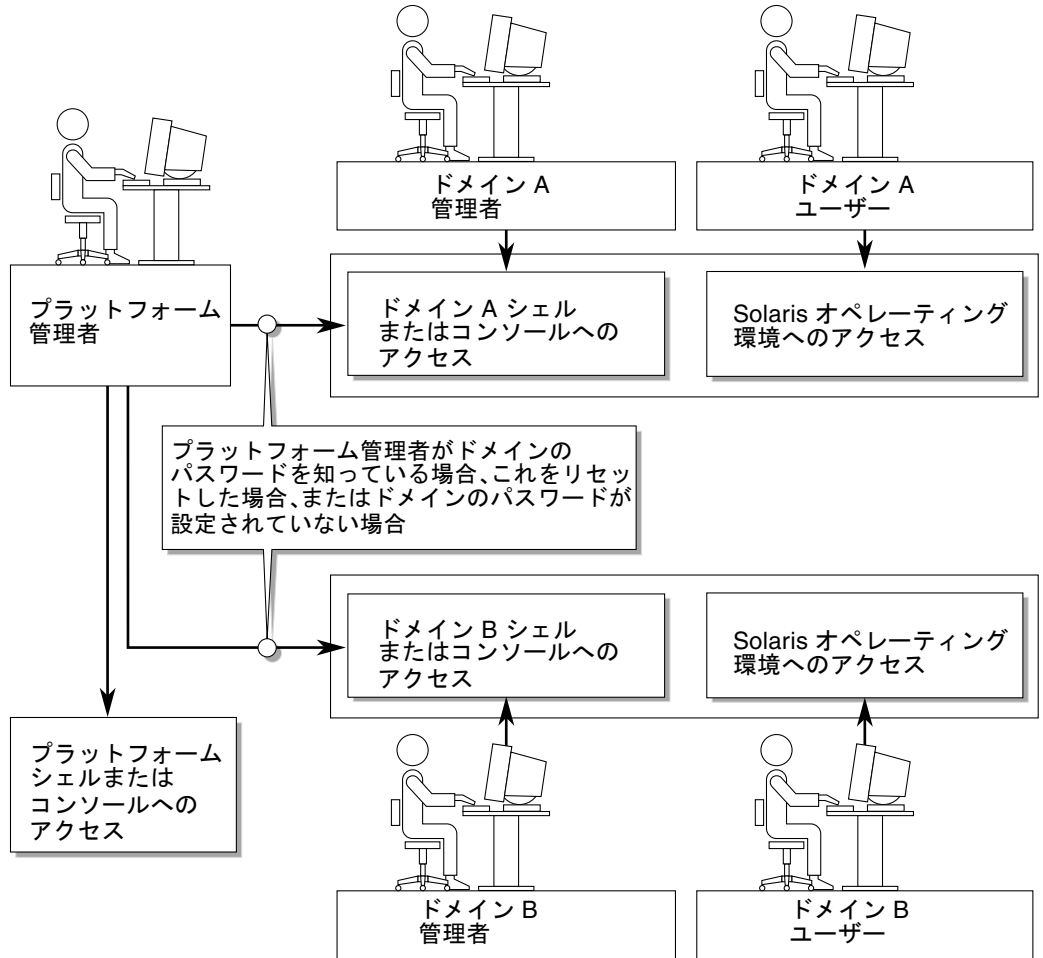 ドメイン A
管理者
ドメイン A
ユーザー
プラットフォーム
管理者
ドメイン A シェル
またはコンソールへの
アクセス
Solaris オペレーティング
環境へのアクセス
プラットフォーム管理者がドメインの
パスワードを知っている場合、これをリセッ
トした場合、またはドメインのパスワードが
設定されていない場合
ドメイン B シェル
またはコンソールへの
アクセス
Solaris オペレーティング
環境へのアクセス
プラットフォーム
シェルまたは
コンソールへの
アクセス
ドメイン B
管理者
ドメイン B
ユーザー